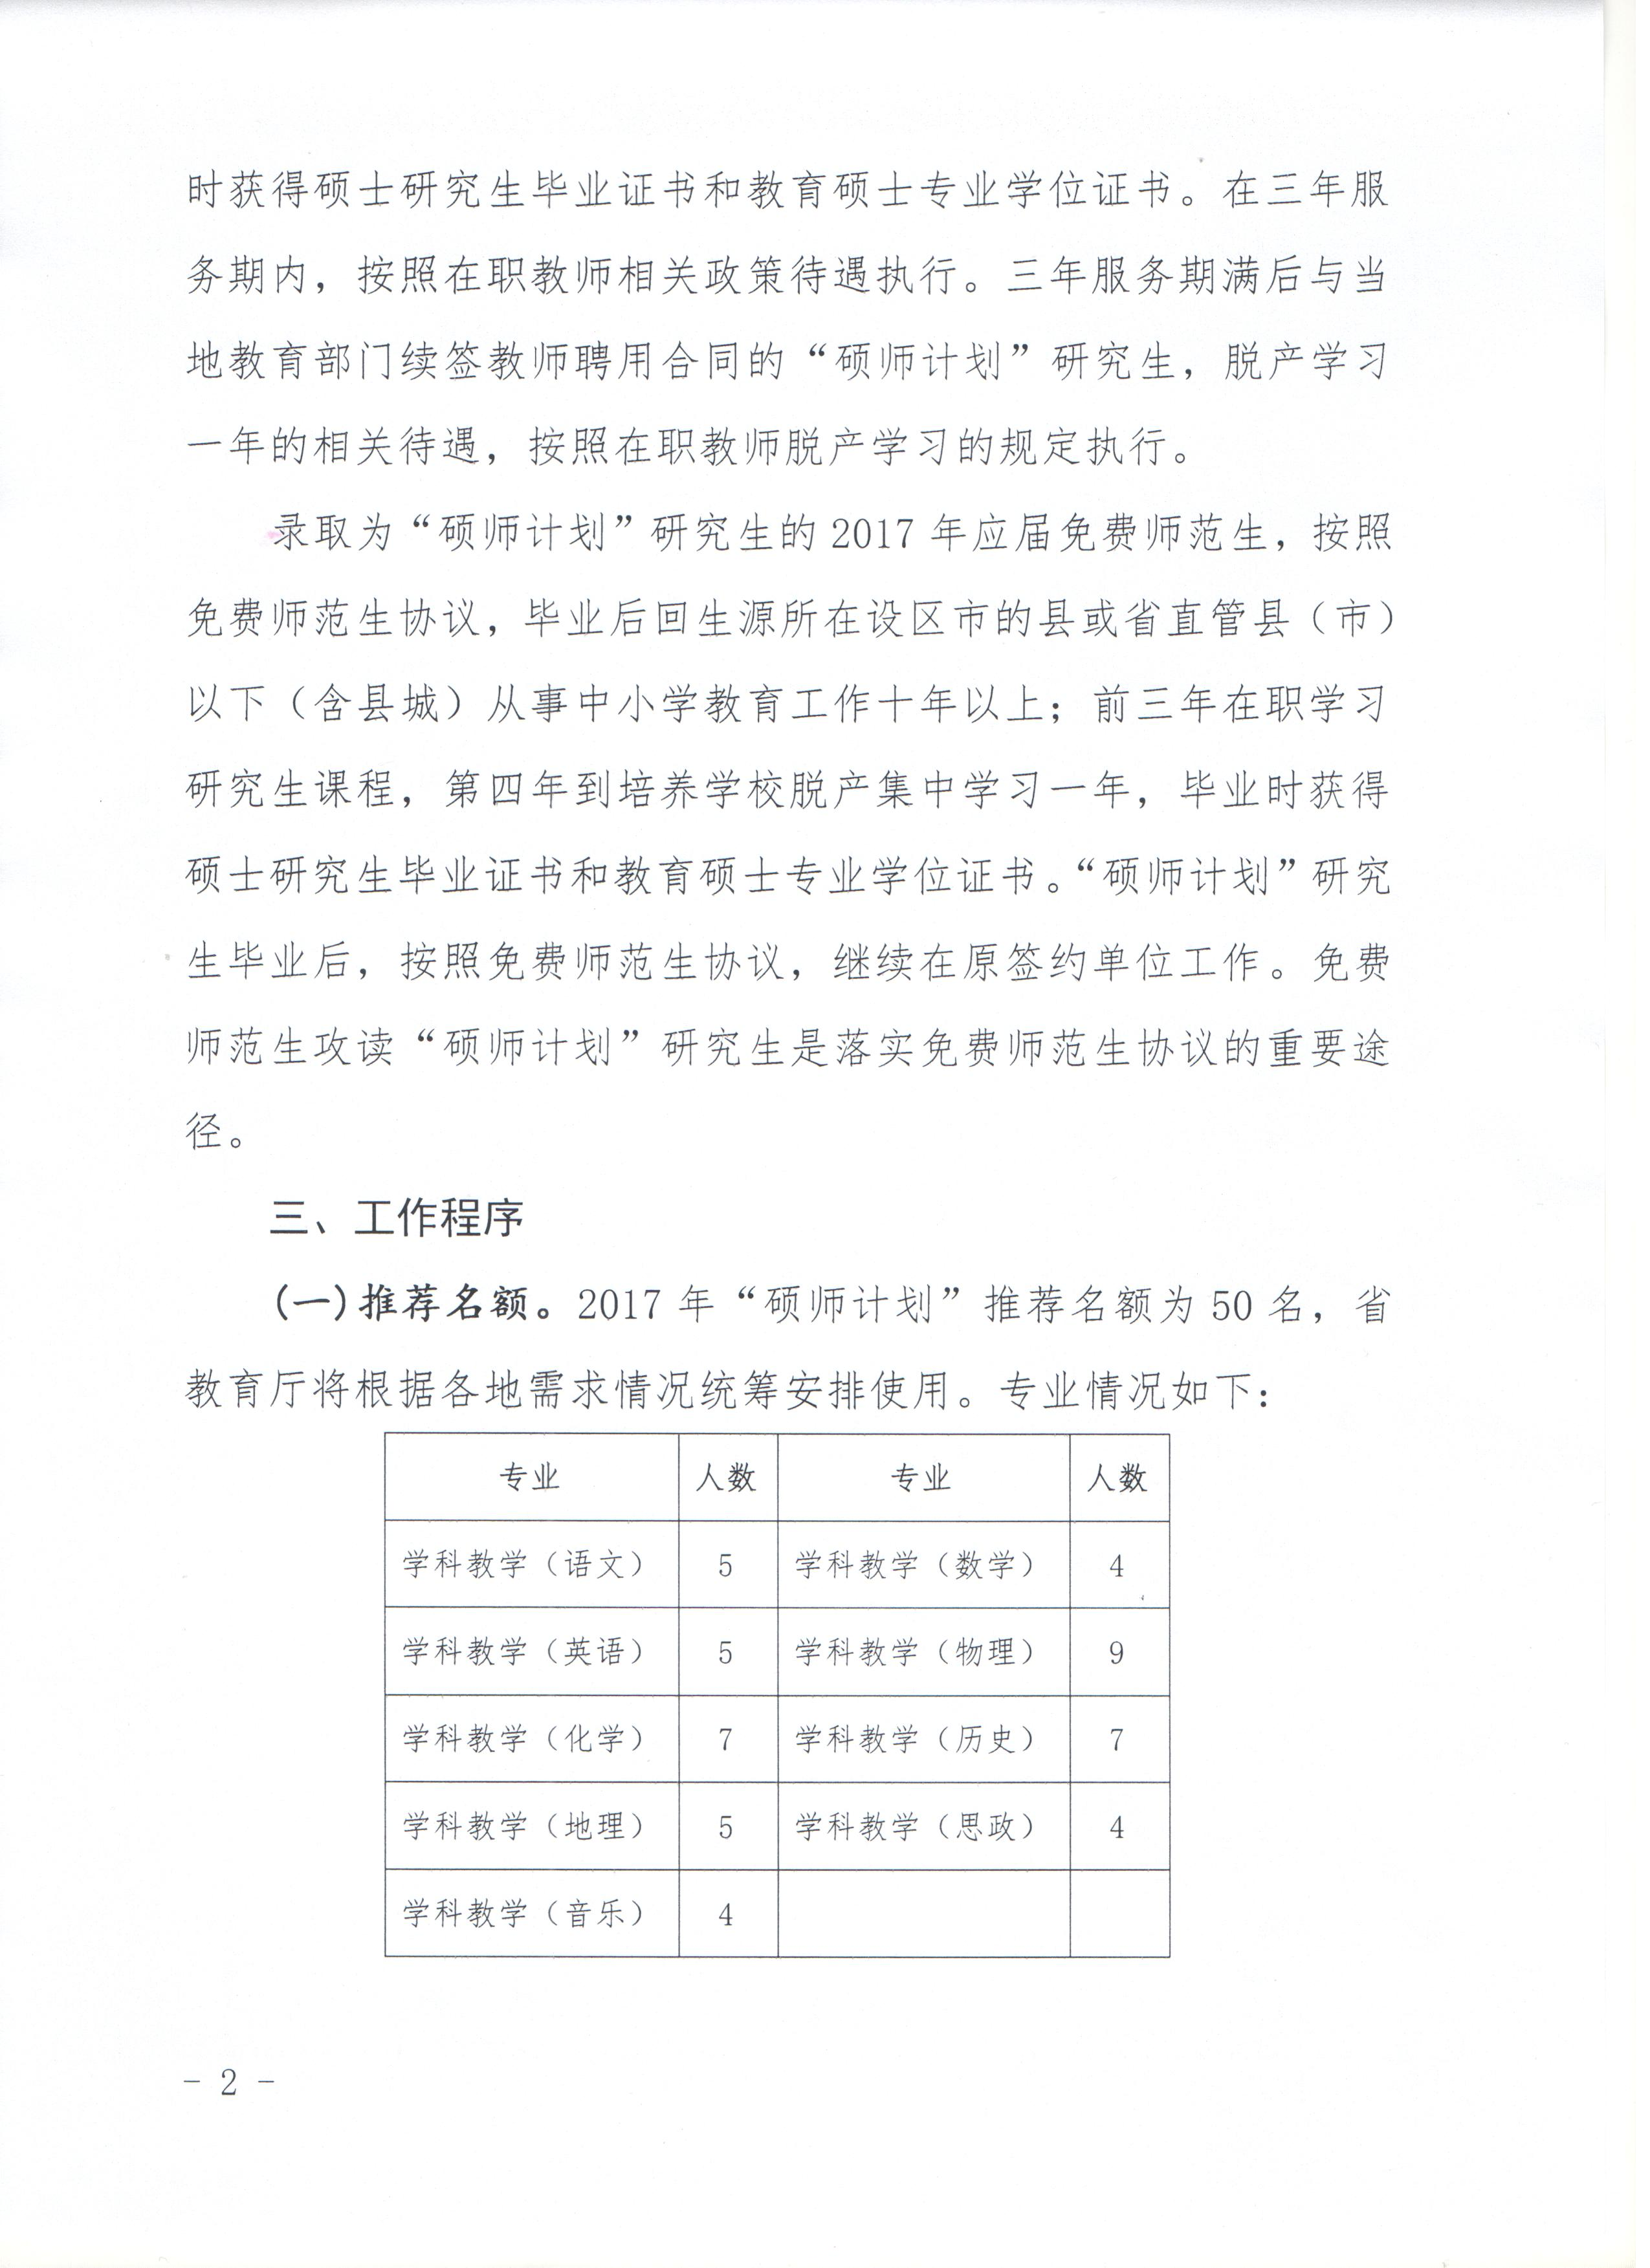 时获得硕士研究生毕业证书和教育硕士专业学位证书。在三年服
务期内，按照在职教师相关政策待遇执行。三年服务期满后与当
地教育部门续签教师聘用合同的“硕师计划”研究生，脱产学习
一年的相关待遇，按照在职教师脱产学习的规定执行。
录取为“硕师计划”研究生的 2017 年应届免费师范生，按照
免费师范生协议，毕业后回生源所在设区市的县或省直管县（市）
以下（含县城）从事中小学教育工作十年以上；前三年在职学习
研究生课程，第四年到培养学校脱产集中学习一年，毕业时获得
硕士研究生毕业证书和教育硕士专业学位证书。“硕师计划”研究
生毕业后，按照免费师范生协议，继续在原签约单位工作。免费
师范生攻读“硕师计划”研究生是落实免费师范生协议的重要途
径。
三、工作程序
(一)推荐名额。2017 年“硕师计划”推荐名额为 50 名，省
教育厅将根据各地需求情况统筹安排使用。专业情况如下：
专业 人数 专业 人数
学科教学（语文） 5 学科教学（数学） 4
学科教学（英语） 5 学科教学（物理） 9
学科教学（化学） 7 学科教学（历史） 7
学科教学（地理） 5 学科教学（思政） 4
学科教学（音乐） 4
- 2 -